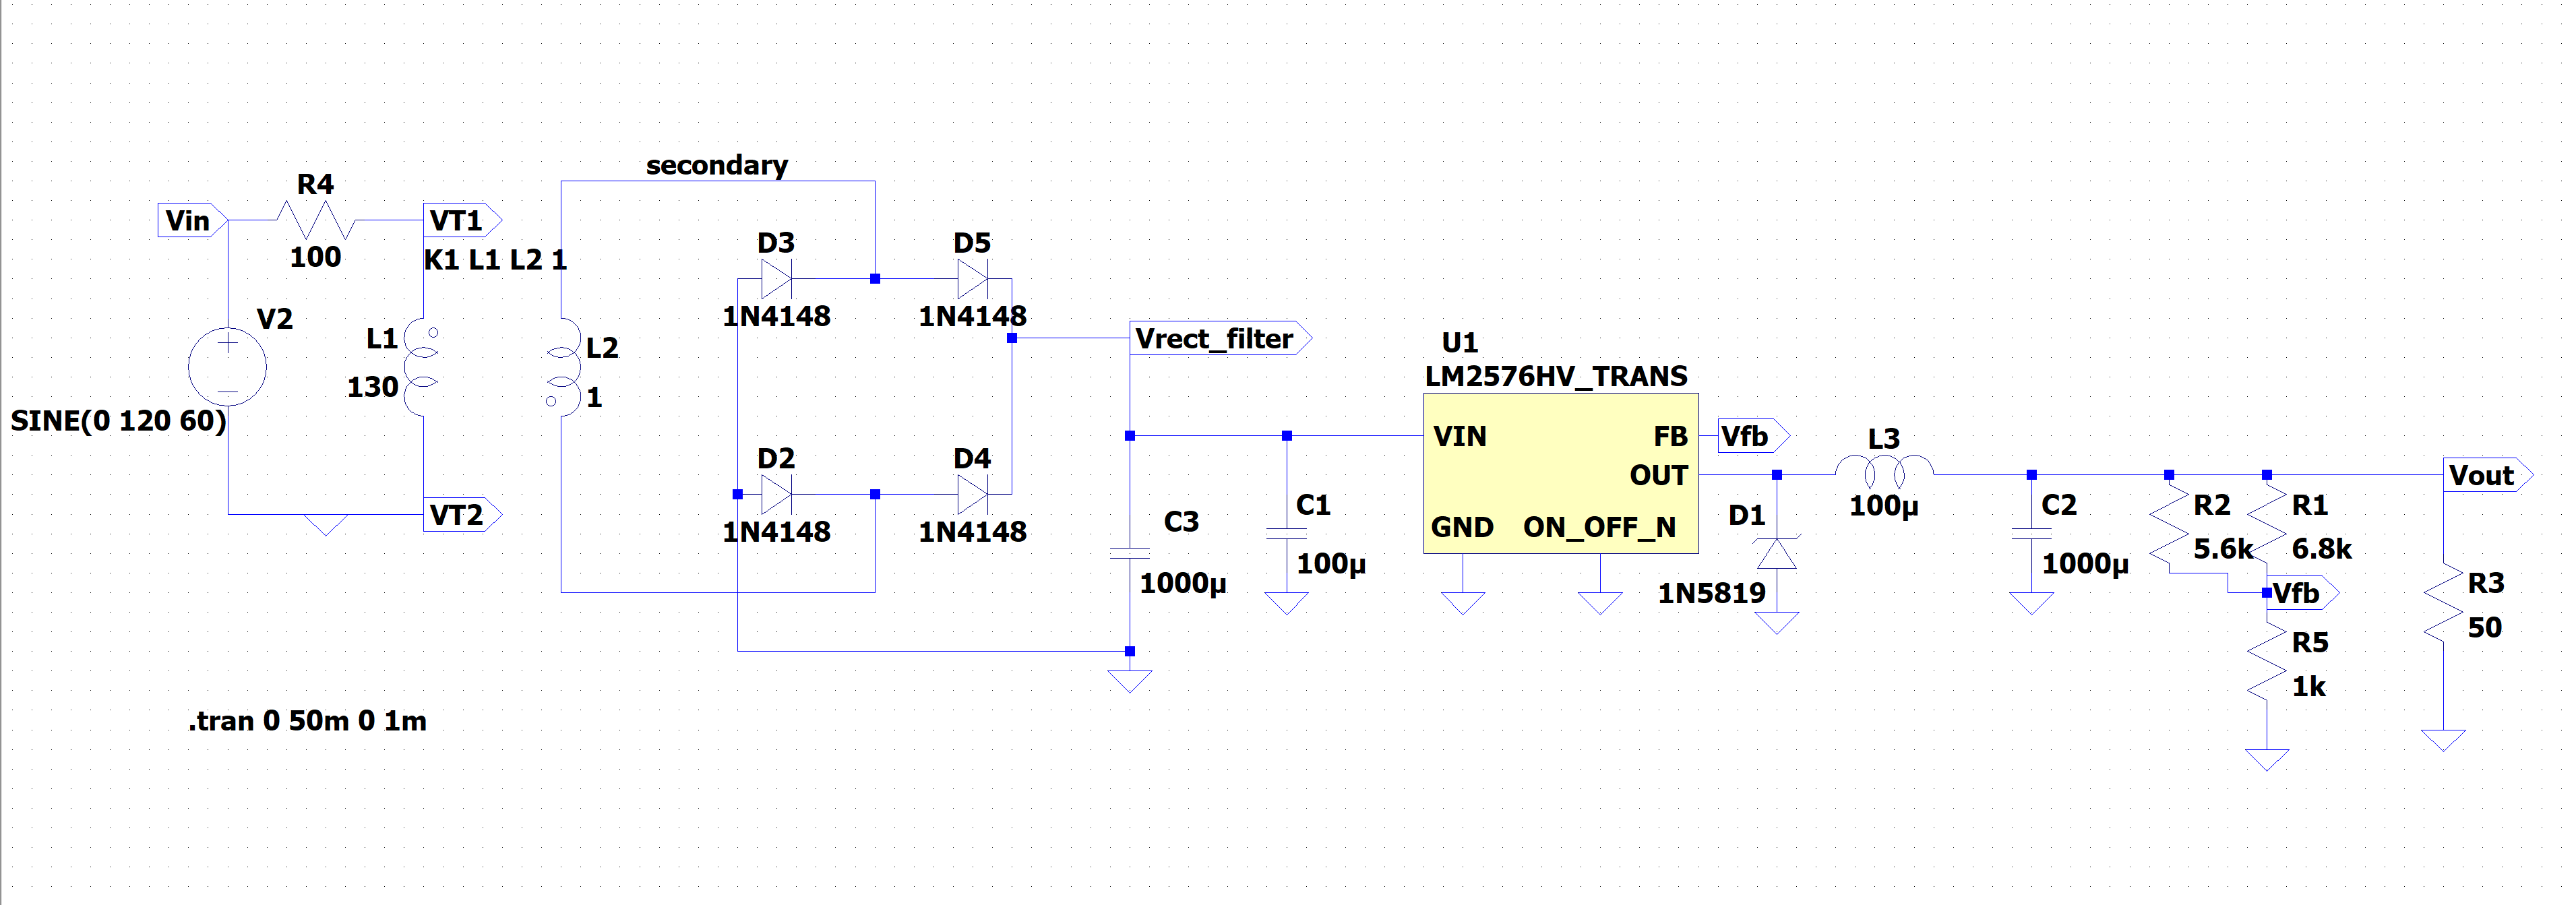 secondary
R4
Vin
VT1
100
K1 L1 L2 1
D3
D5
1N4148
1N4148
V2
L1
130
L2
1
SINE(0 120 60)
Vrect_filter
U1
LM2576HV_TRANS
VIN
FB
OUT
GND
ON_OFF_N
Vfb
L3
100µ
Vout
D2
D4
1N4148
1N4148
VT2
C3
1000µ
C1
100µ
D1
1N5819
C2
1000µ
R2
5.6k
R1
6.8k
Vfb
R3
50
R5
1k
.tran 0 50m 0 1m